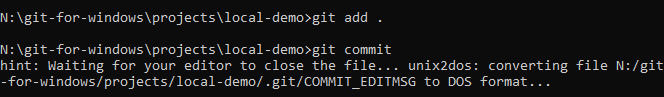 N:\git-for-windows\projects\local-demo>git add .
N:\git-for-windows\projects\local-demo>git commit
hint: Waiting for your editor to close the file... unix2dos: converting file N:/git
-for-windows/projects/local-demo/.git/COMMIT_EDITMSG to DOS format...